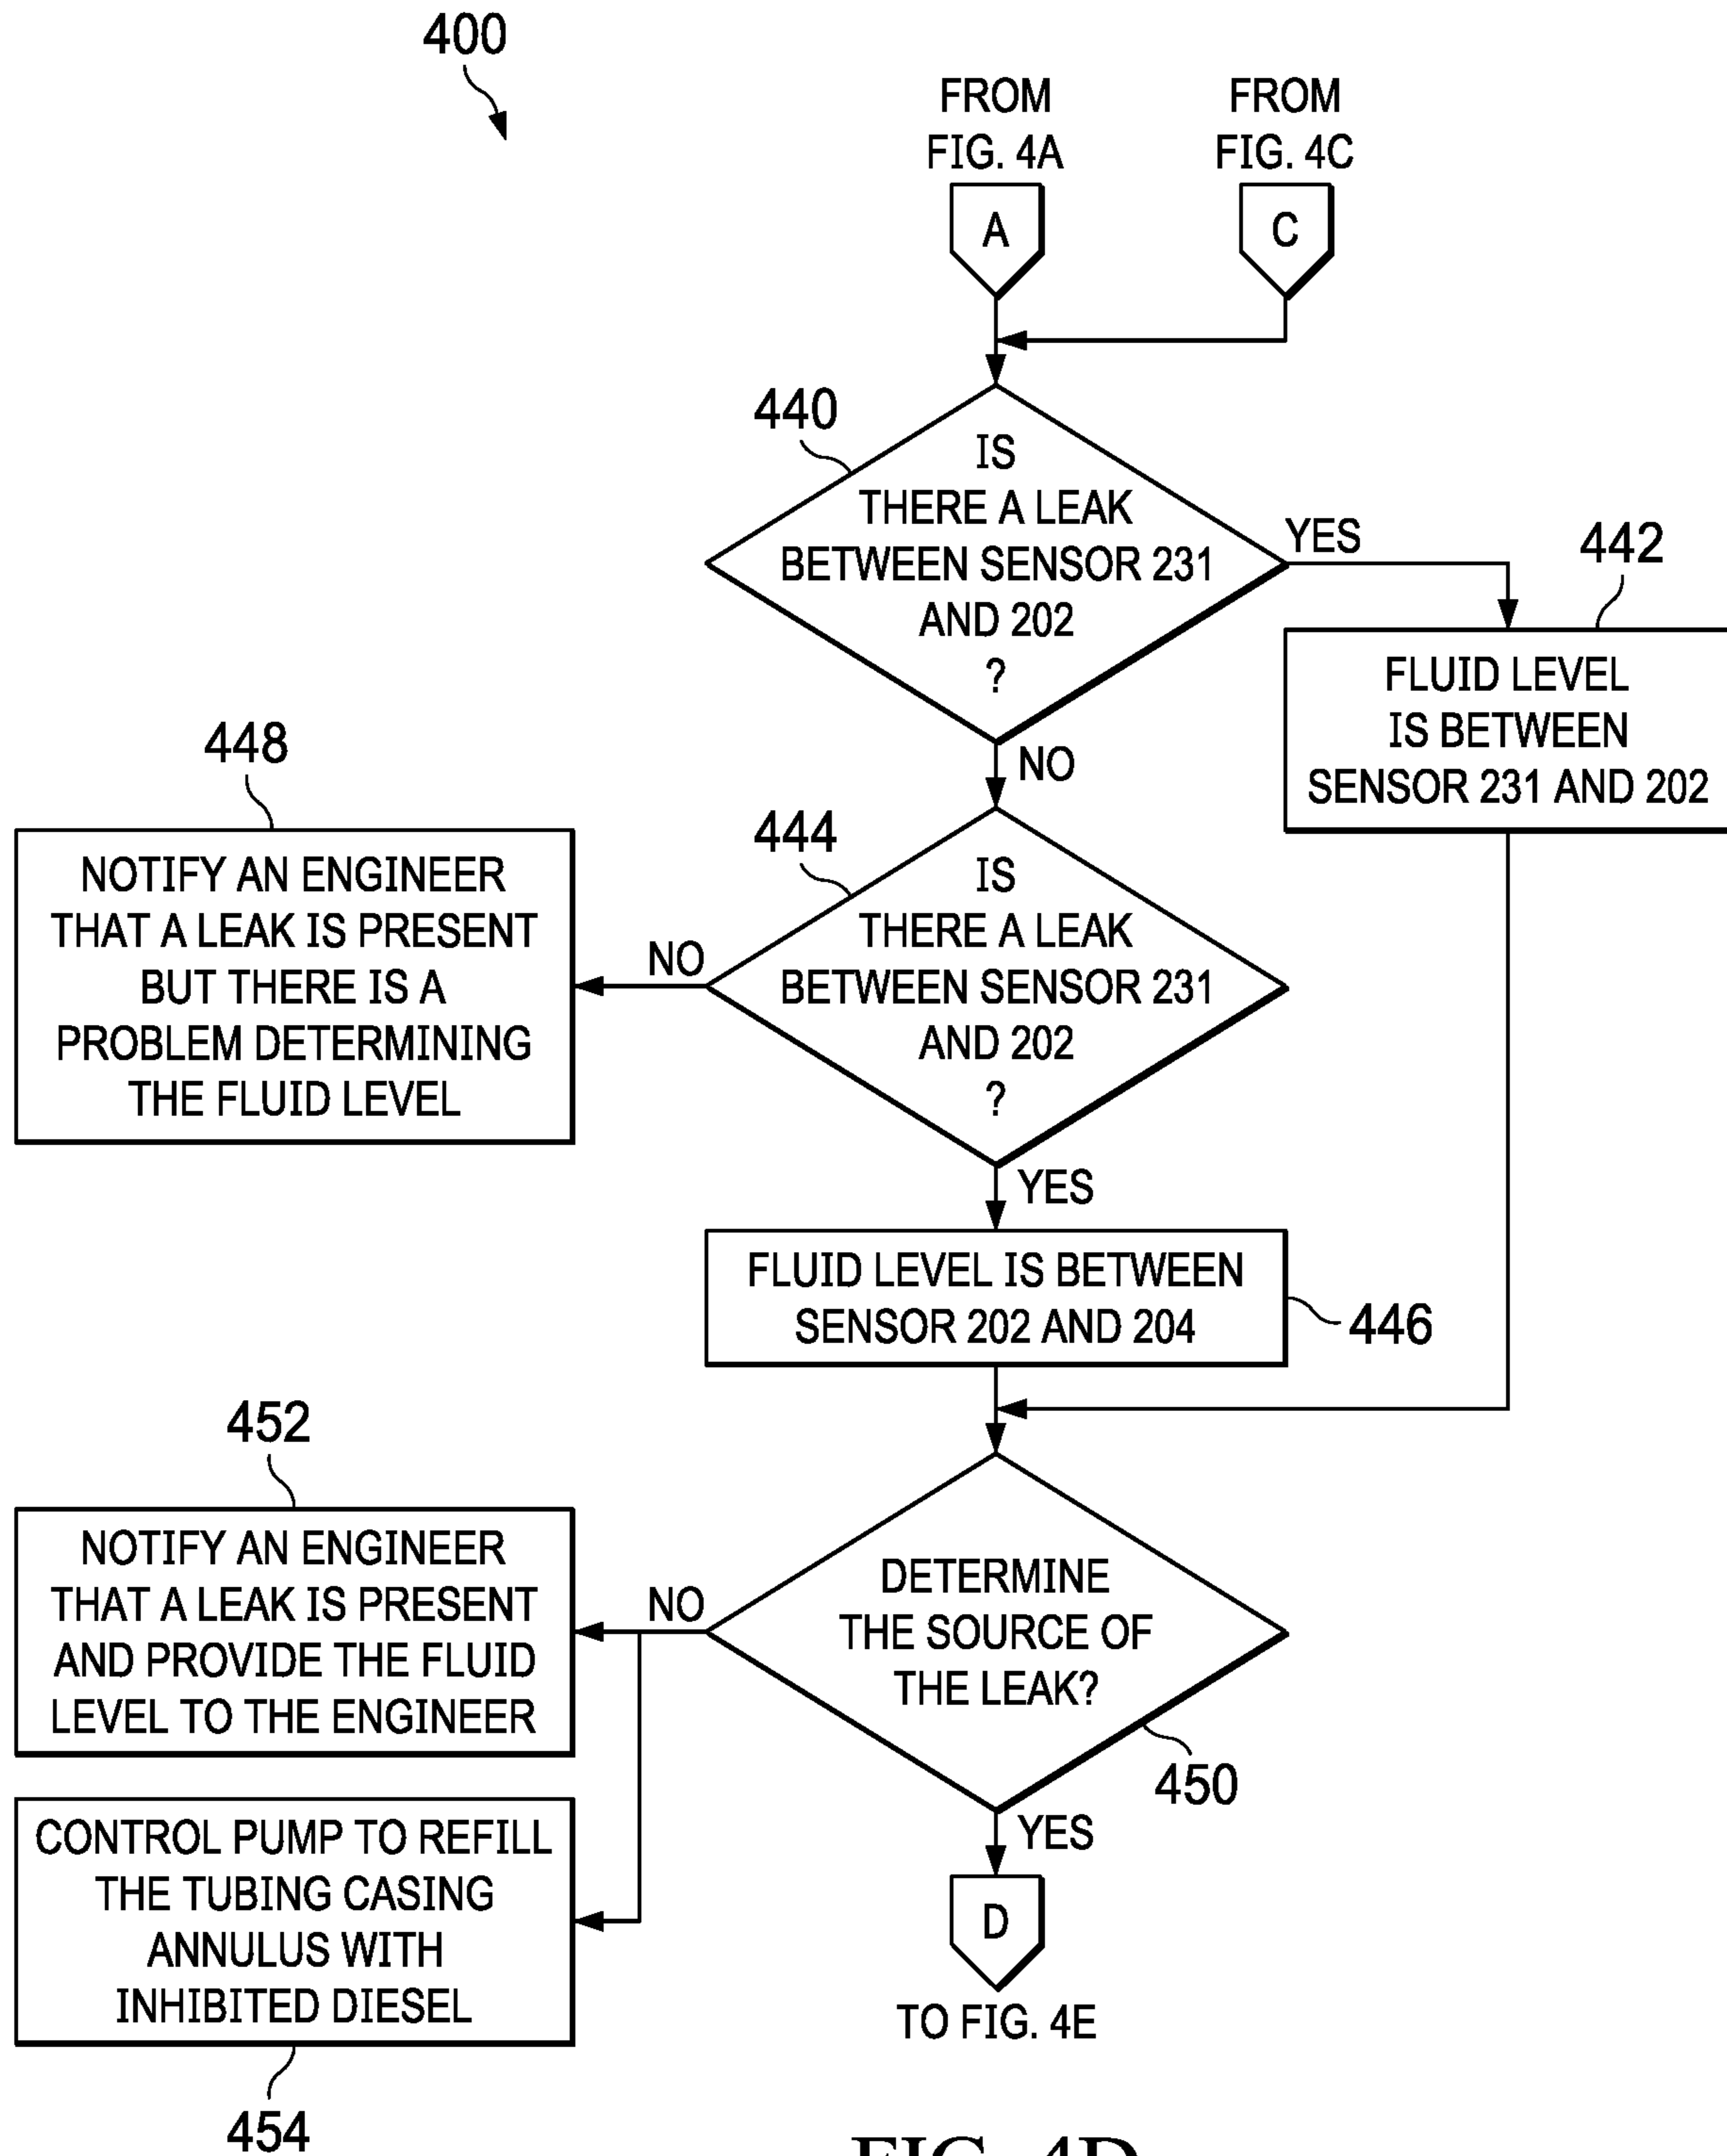 400
FROM
FIG. 4A
FROM
FIG. 4C
A
C
440
IS
THERE A LEAK
BETWEEN SENSOR 231
AND 202
?
YES
442
FLUID LEVEL
IS BETWEEN
SENSOR 231 AND 202
NO
448
NOTIFY AN ENGINEER
THAT A LEAK IS PRESENT
BUT THERE IS A
PROBLEM DETERMINING
THE FLUID LEVEL
NO
444
IS
THERE A LEAK
BETWEEN SENSOR 231
AND 202
?
YES
FLUID LEVEL IS BETWEEN
SENSOR 202 AND 204
446
452
NOTIFY AN ENGINEER
THAT A LEAK IS PRESENT
AND PROVIDE THE FLUID
LEVEL TO THE ENGINEER
NO
DETERMINE
THE SOURCE OF
THE LEAK?
450
YES
CONTROL PUMP TO REFILL
THE TUBING CASING
ANNULUS WITH
INHIBITED DIESEL
454
D
TO FIG. 4E
FIG. 4D